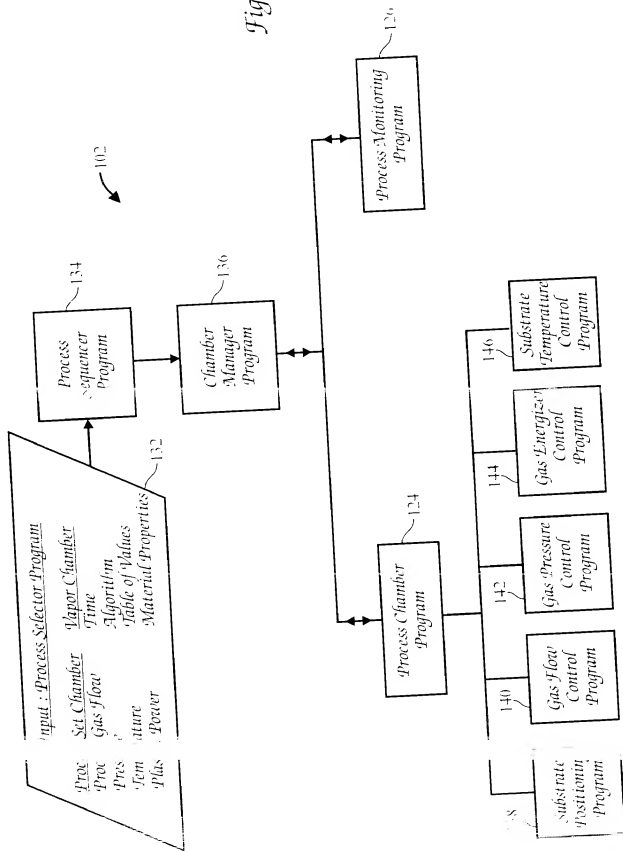 Fig
102
Input : Process Selector Program
Set Chamber
Gas Flow
Power
Vapor Chamber
Time
Algorithm
Table of Values
Material Properties
132
134
Process
Sequencer
Program
136
Chamber
Manager
Program
124
Process Chamber
Program
126
Process Monitoring
Program
Substrate
Positioning
Program
140
Gas Flow
Control
Program
142
Gas Pressure
Control
Program
144
Gas Energizer
Control
Program
146
Substrate
Temperature
Control
Program